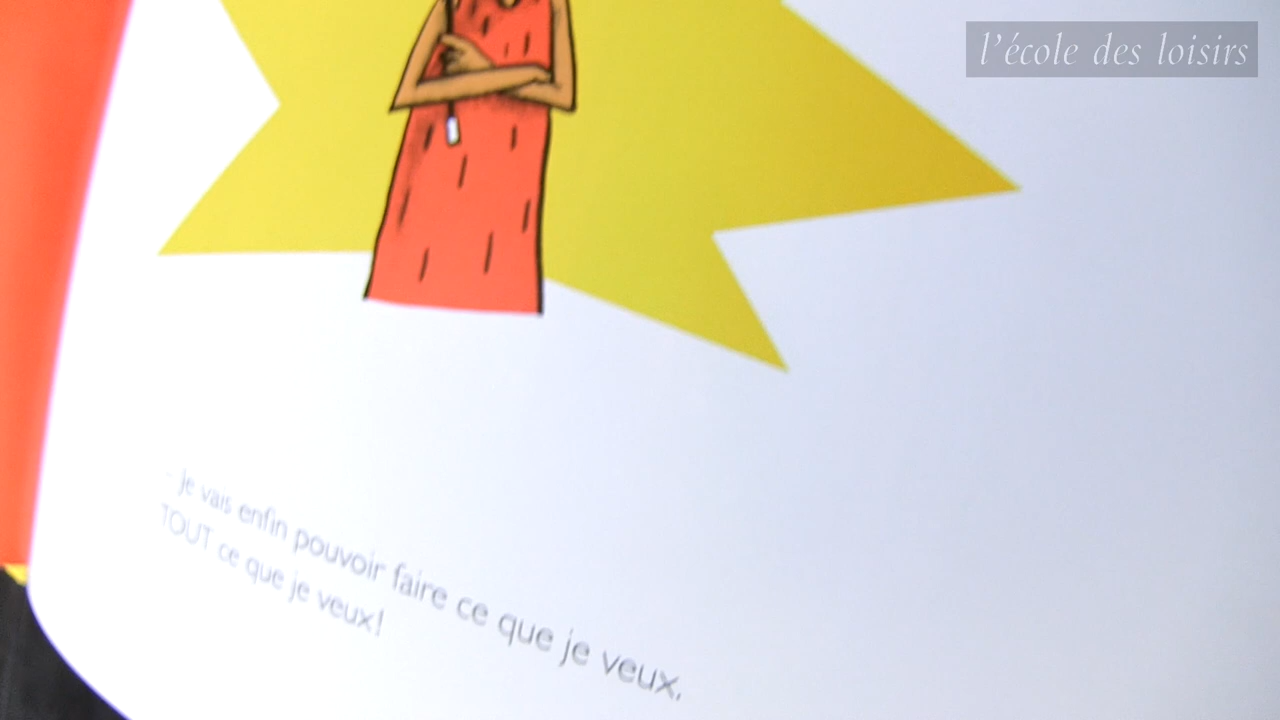 l'école des loisirs
- Je vais enfin pouvoir faire ce que je veux.
TOUT ce que je veux!